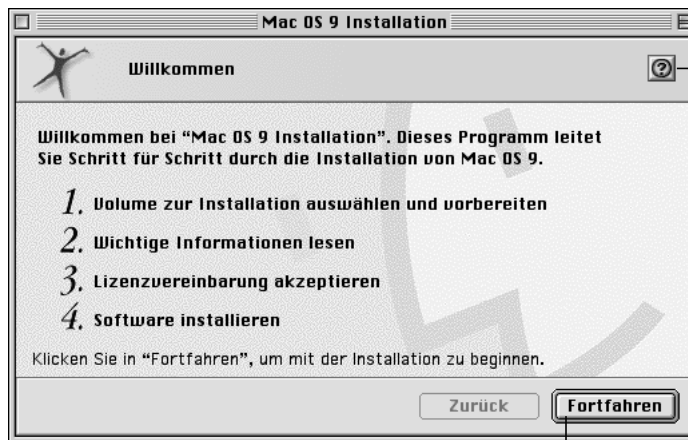 Mac OS 9 Installation
Willkommen
Willkommen bei “Mac OS 9 Installation”. Dieses Programm leitet
Sie Schritt für Schritt durch die Installation von Mac OS 9.
1. Volume zur Installation auswählen und vorbereiten
2. Wichtige Informationen lesen
3. Lizenzvereinbarung akzeptieren
4. Software installieren
Klicken Sie in “Fortfahren”, um mit der Installation zu beginnen.
Zurück Fortfahren